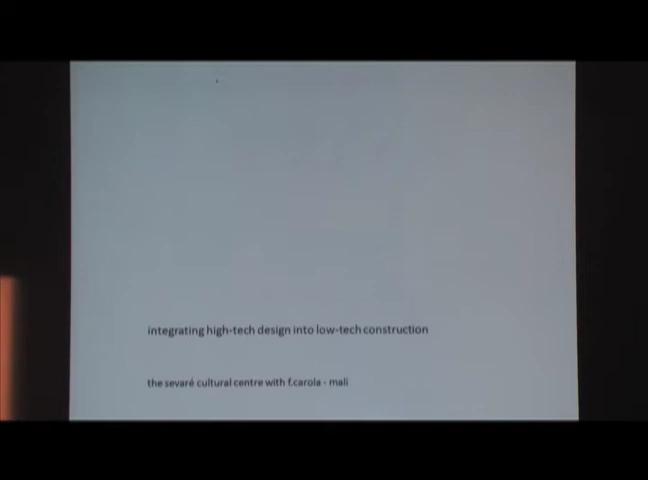 integrating high-tech design into low-tech construction
the sevaré cultural centre with f.carola - mali